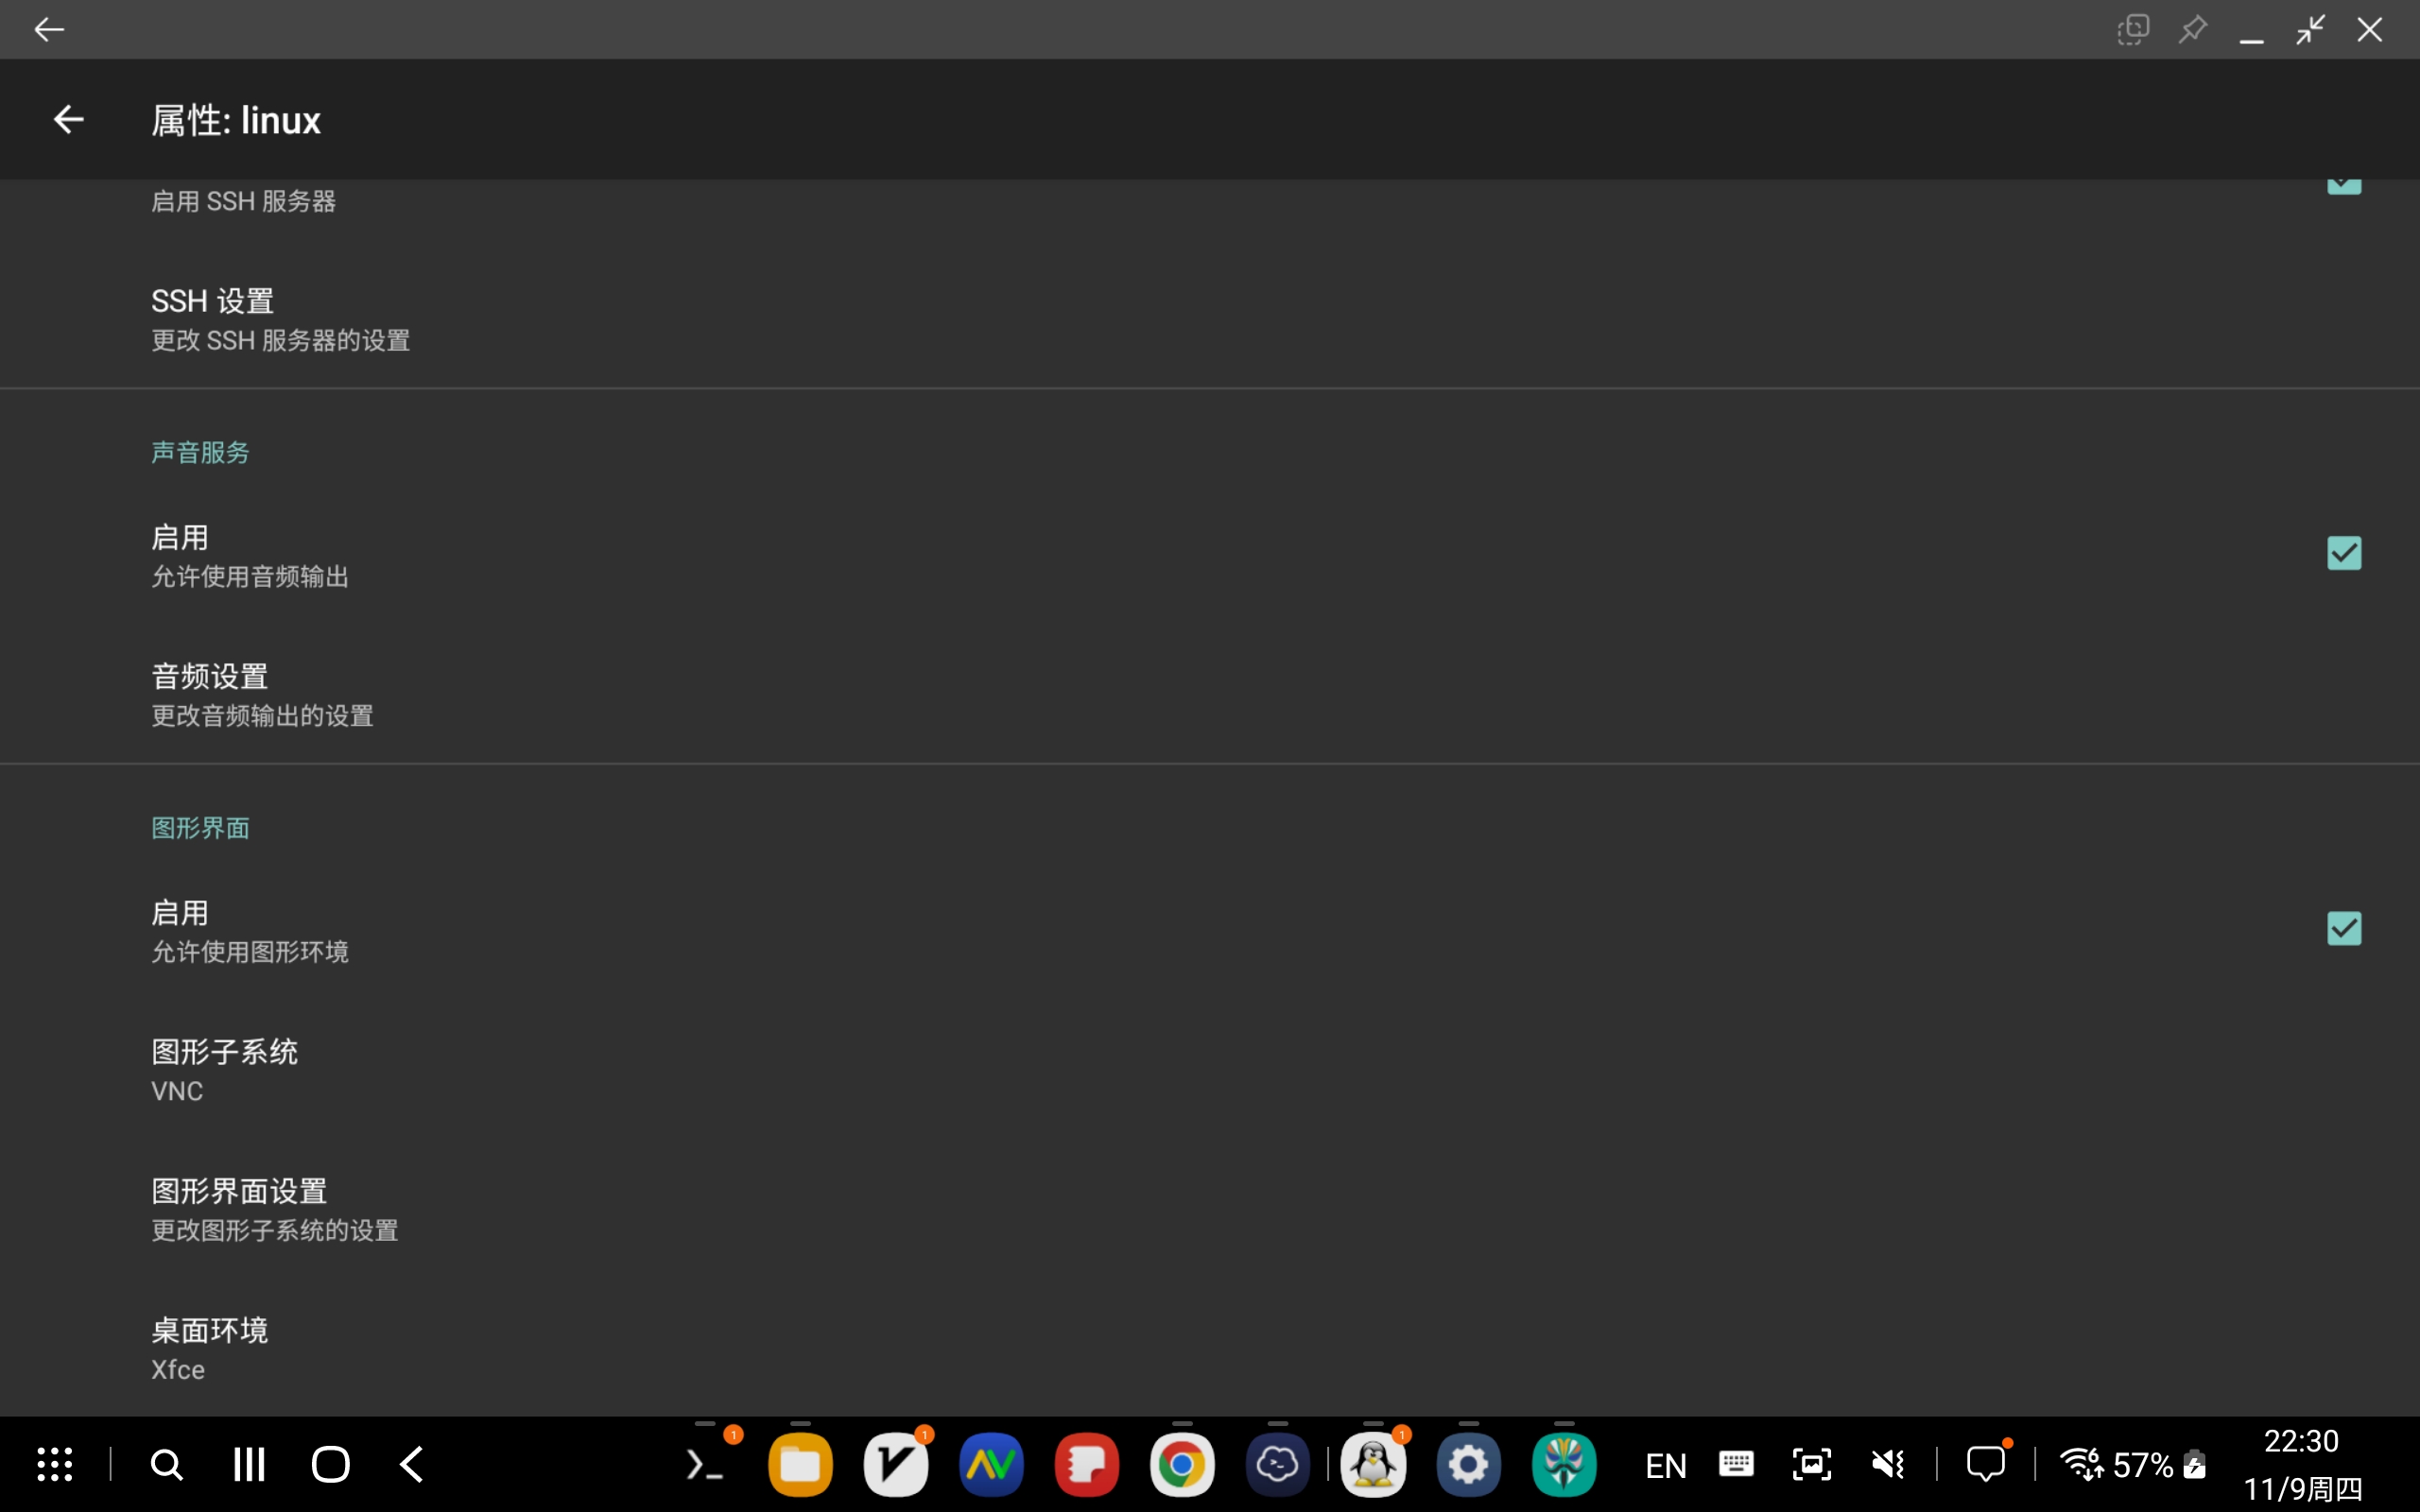 属性: linux
启用 SSH 服务器
SSH 设置
更改 SSH 服务器的设置
声音服务
启用
允许使用音频输出
音频设置
更改音频输出的设置
图形界面
启用
允许使用图形环境
图形子系统
VNC
图形界面设置
更改图形子系统的设置
桌面环境
Xfce
1
1
1
EN
6
57%
22:30
11/9周四